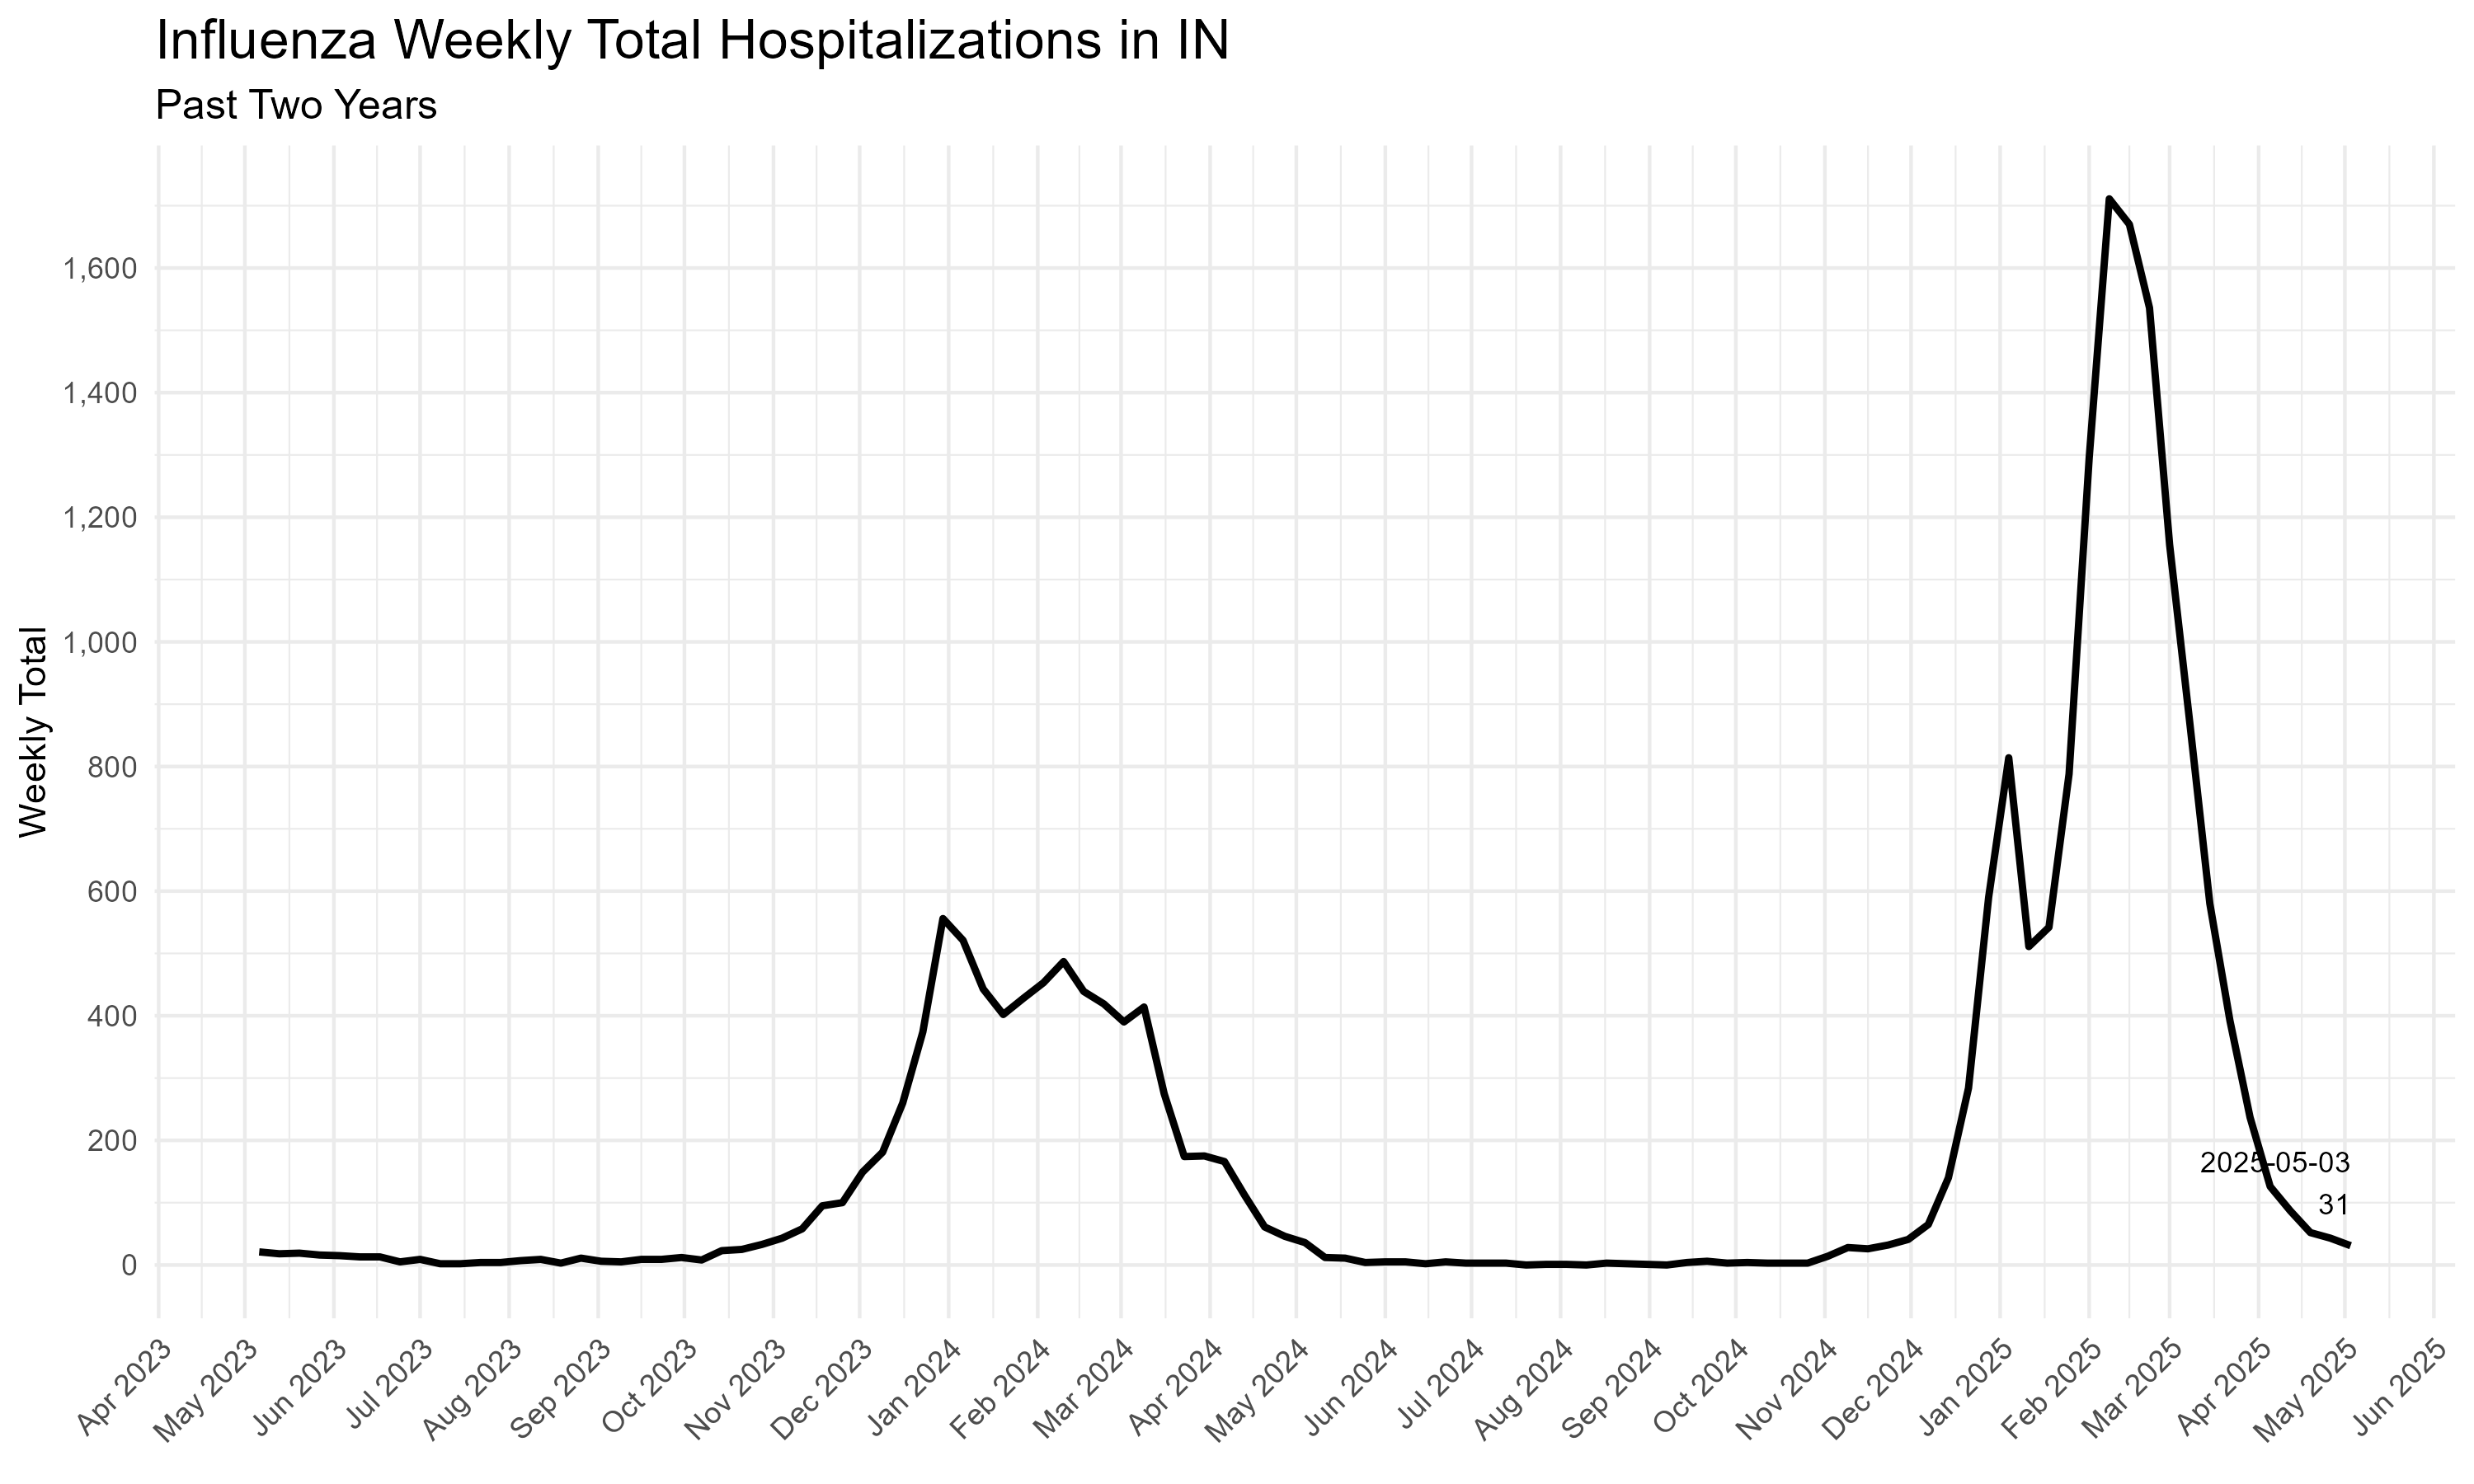 Influenza Weekly Total Hospitalizations in IN
Past Two Years
Weekly Total
1,600
1,400
1,200
1,000
800
600
400
200
0
2025-05-03
31
Apr 2023
May 2023
Jun 2023
Jul 2023
Aug 2023
Sep 2023
Oct 2023
Nov 2023
Dec 2023
Jan 2024
Feb 2024
Mar 2024
Apr 2024
May 2024
Jun 2024
Jul 2024
Aug 2024
Sep 2024
Oct 2024
Nov 2024
Dec 2024
Jan 2025
Feb 2025
Mar 2025
Apr 2025
May 2025
Jun 2025